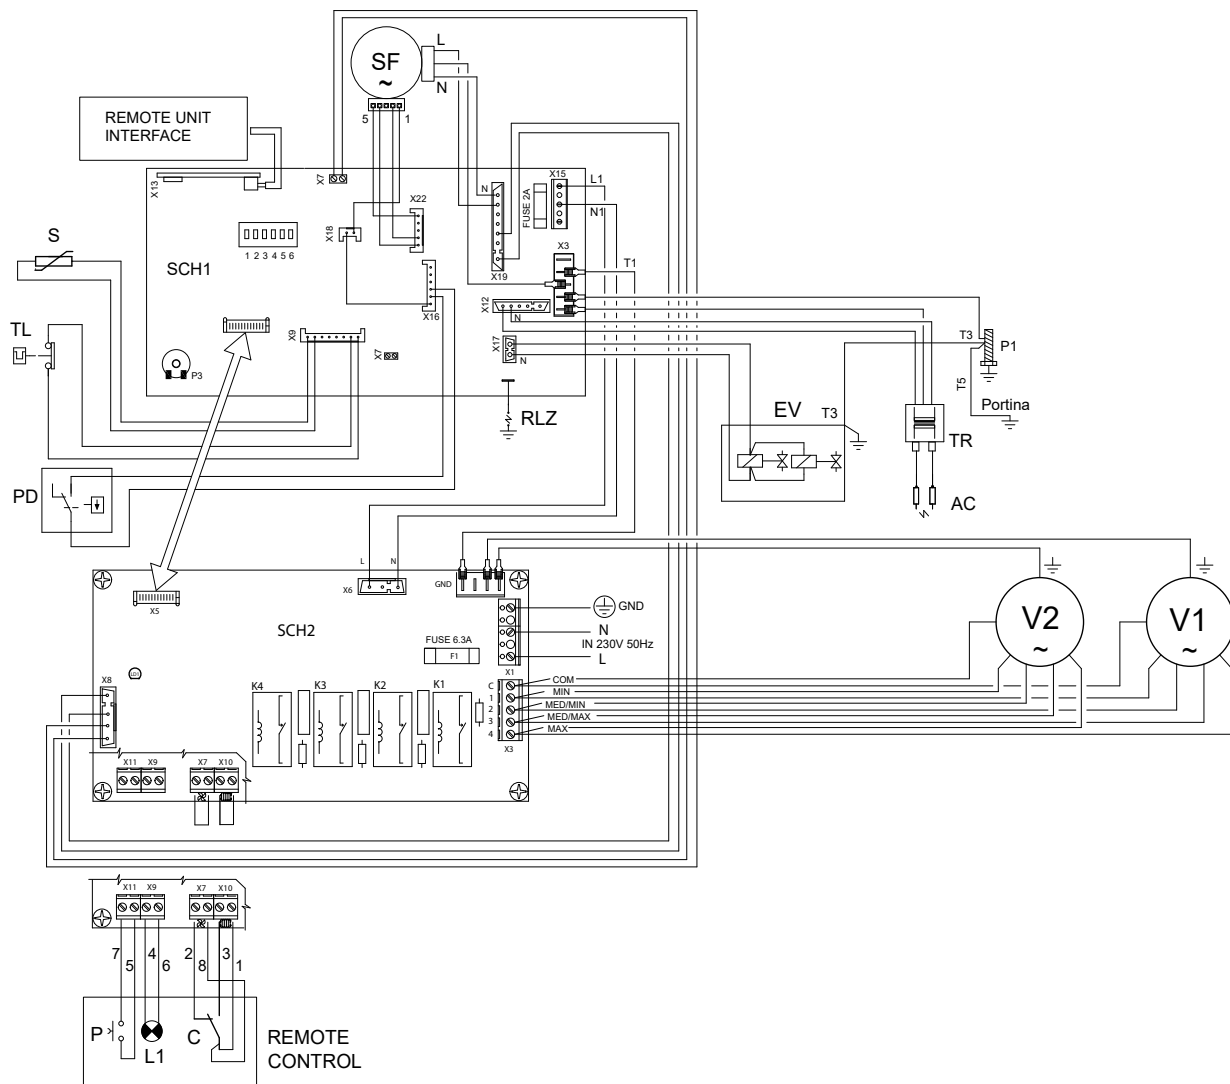 L
SF
~
N
5
1
REMOTE UNIT
INTERFACE
X13
X7
X15
L1
N
N1
FUSE 2A
X22
X18
S
1 2 3 4 5 6
SCH1
X3
T1
X19
X16
X12
N
TL
X9
X7
X17
N
T3
P1
P3
T5
RLZ
EV
T3
Portina
TR
PD
AC
L
N
X6
GND
X5
GND
SCH2
N
IN 230V 50Hz
FUSE 6.3A
F1
L
X1
V2
~
V1
~
LD1
X8
K4
K3
K2
K1
C
COM
1
MIN
2
MED/MIN
3
MED/MAX
4
MAX
X3
X11
X9
X7
X10
X11
X9
X7
X10
7
4
2
3
5
6
8
1
P
L1
C
REMOTE
CONTROL